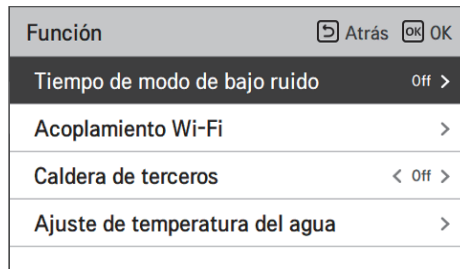 Función Atrás OK OK
Tiempo de modo de bajo ruido Off >
Acoplamiento Wi-Fi >
Caldera de terceros < Off >
Ajuste de temperatura del agua >